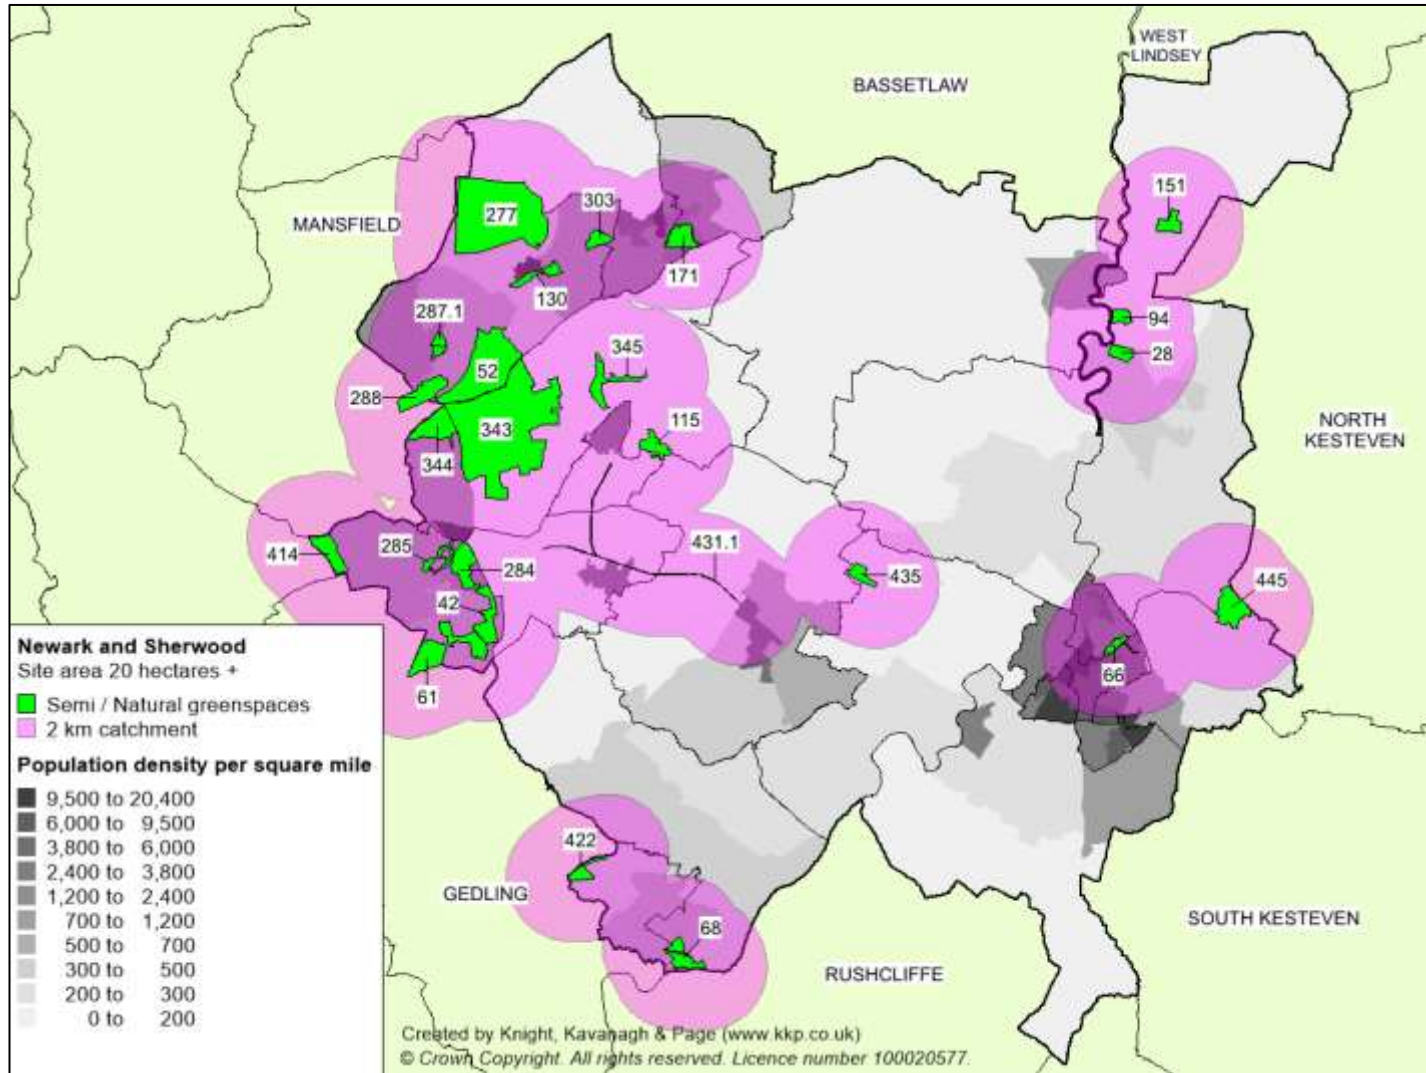 WEST
LINDSEY
BASSETLAW
151
303
277
MANSFIELD
171
130
287.1
94
345
28
52
288
115
343
NORTH
KESTEVEN
344
431.1
285
414
284
435
445
42
66
61
422
GEDLING
68
SOUTH KESTEVEN
RUSHCLIFFE
Newark and Sherwood
Site area 20 hectares +
Semi / Natural greenspaces
2 km catchment
Population density per square mile
9,500 to 20,400
6,000 to 9,500
3,800 to 6,000
2,400 to 3,800
1,200 to 2,400
700 to 1,200
500 to 700
300 to 500
200 to 300
0 to 200
Created by Knight, Kavanagh & Page (www.kkp.co.uk)
© Crown Copyright. All rights reserved. Licence number 100020577.